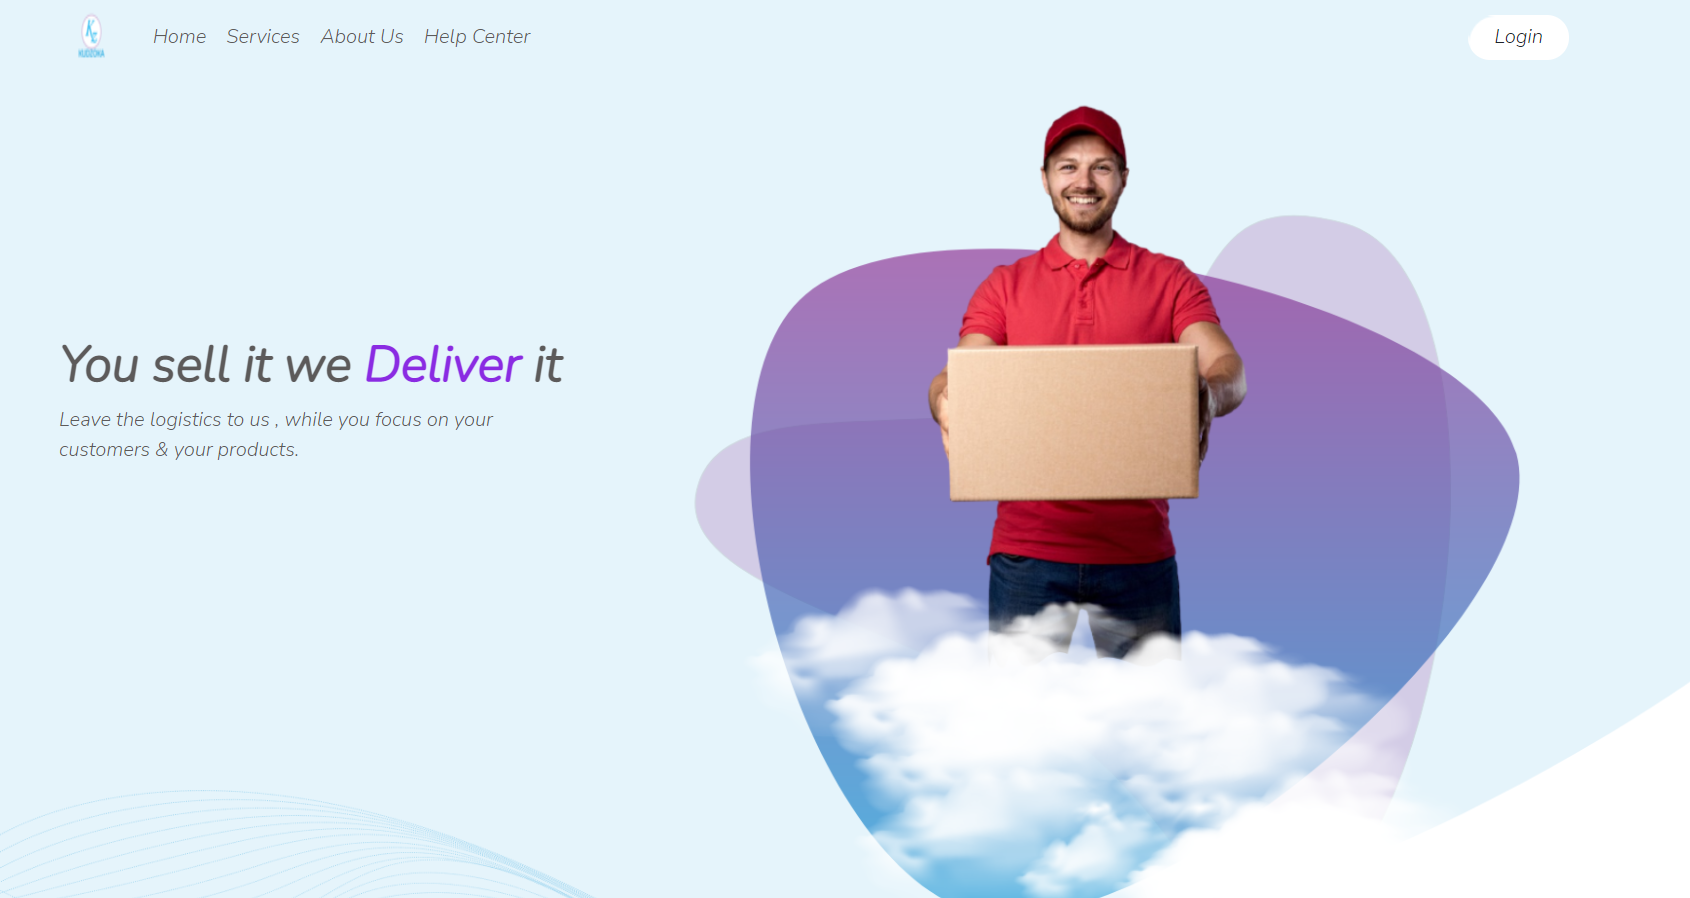 Home Services About Us Help Center Login
You sell it we Deliver it
Leave the logistics to us , while you focus on your
customers & your products.